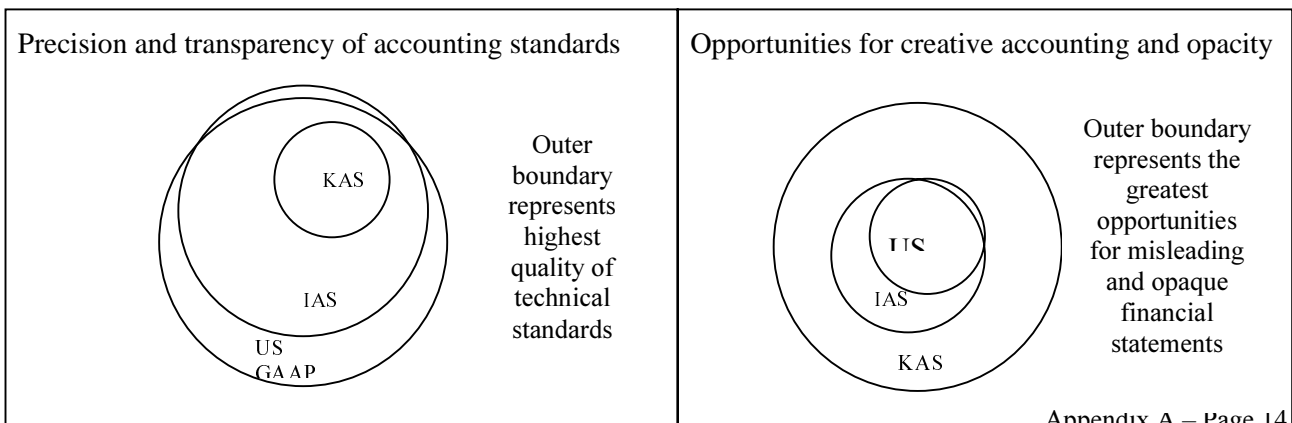 Precision and transparency of accounting standards
KAS
IAS
US
GAAP
Outer
boundary
represents
highest
quality of
technical
standards
Opportunities for creative accounting and opacity
US
IAS
KAS
Outer boundary
represents the
greatest
opportunities
for misleading
and opaque
financial
statements
Appendix A – Page 14